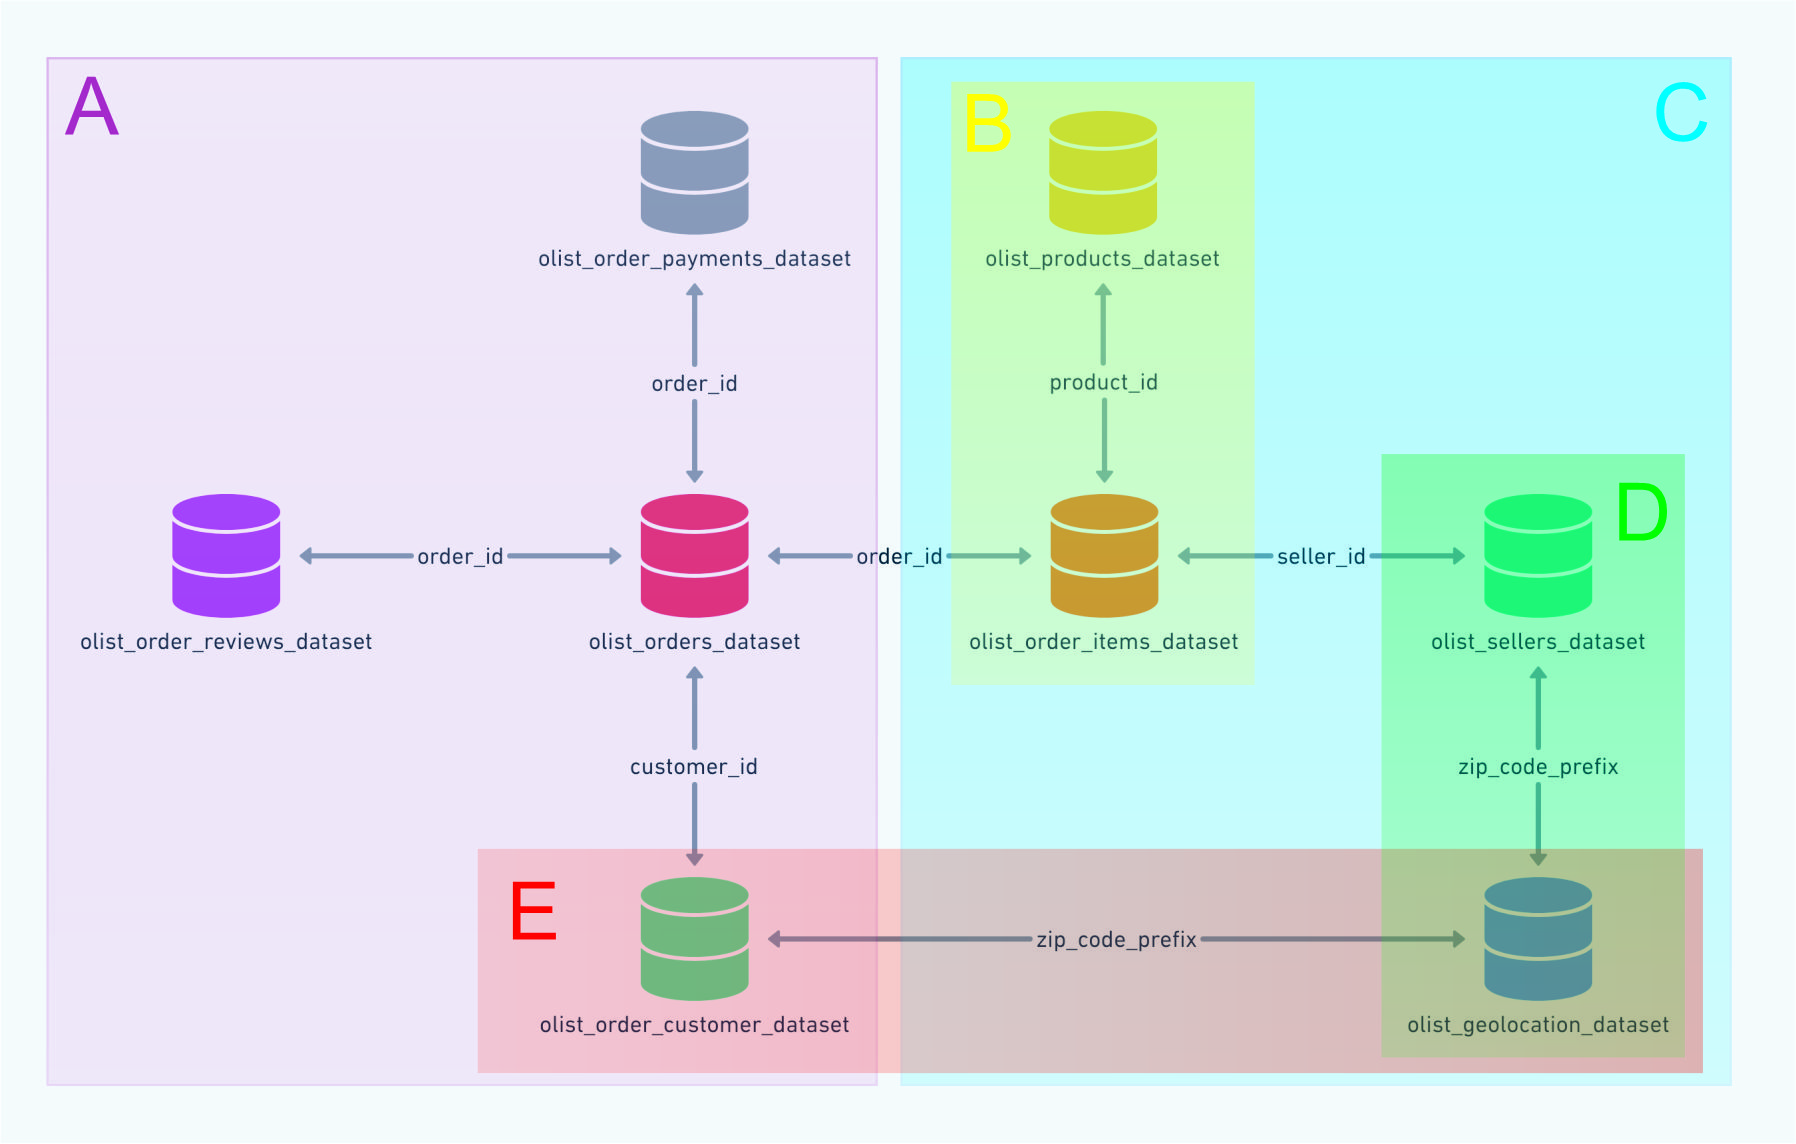 A
B
C
olist_order_payments_dataset
olist_products_dataset
order_id
product_id
D
order_id
order_id
seller_id
olist_order_reviews_dataset
olist_orders_dataset
olist_order_items_dataset
olist_sellers_dataset
customer_id
zip_code_prefix
E
zip_code_prefix
olist_order_customer_dataset
olist_geolocation_dataset